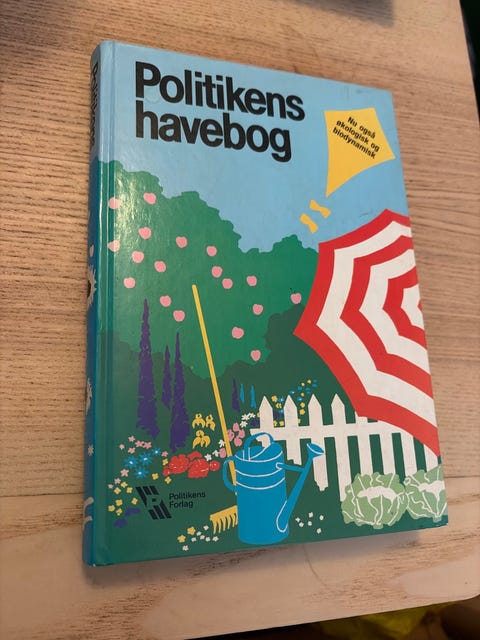 Politikens
havebog
Nu også
økologisk og
biodynamisk
Politikens
Forlag